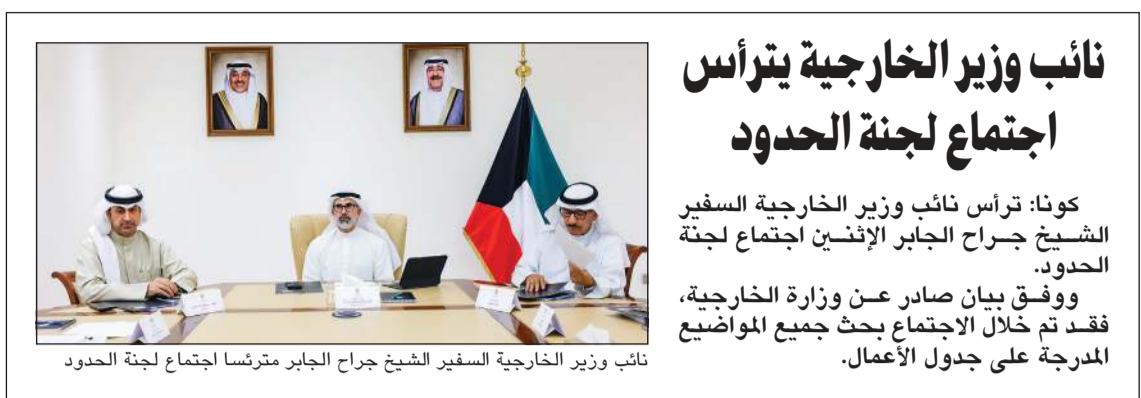 نائب وزير الخارجية يترأس
اجتماع لجنة الحدود
كونا: ترأس نائب وزير الخارجية السفير
الشيخ جراح الجابر الإثنين اجتماع لجنة
الحدود.
ووفق بيان صادر عن وزارة الخارجية،
فقد تم خلال الاجتماع بحث جميع المواضيع
المدرجة على جدول الأعمال.
نائب وزير الخارجية السفير الشيخ جراح الجابر مترئسا اجتماع لجنة الحدود